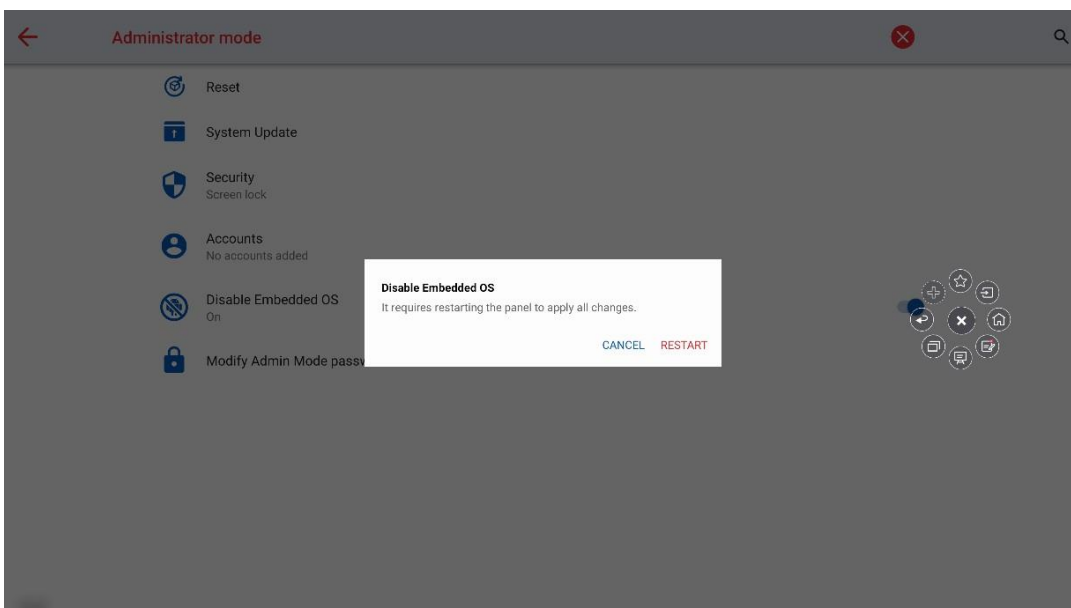 Administrator mode
Reset
System Update
Security
Screen lock
Accounts
No accounts added
Disable Embedded OS
On
Modify Admin Mode passw
Disable Embedded OS
It requires restarting the panel to apply all changes.
CANCEL RESTART